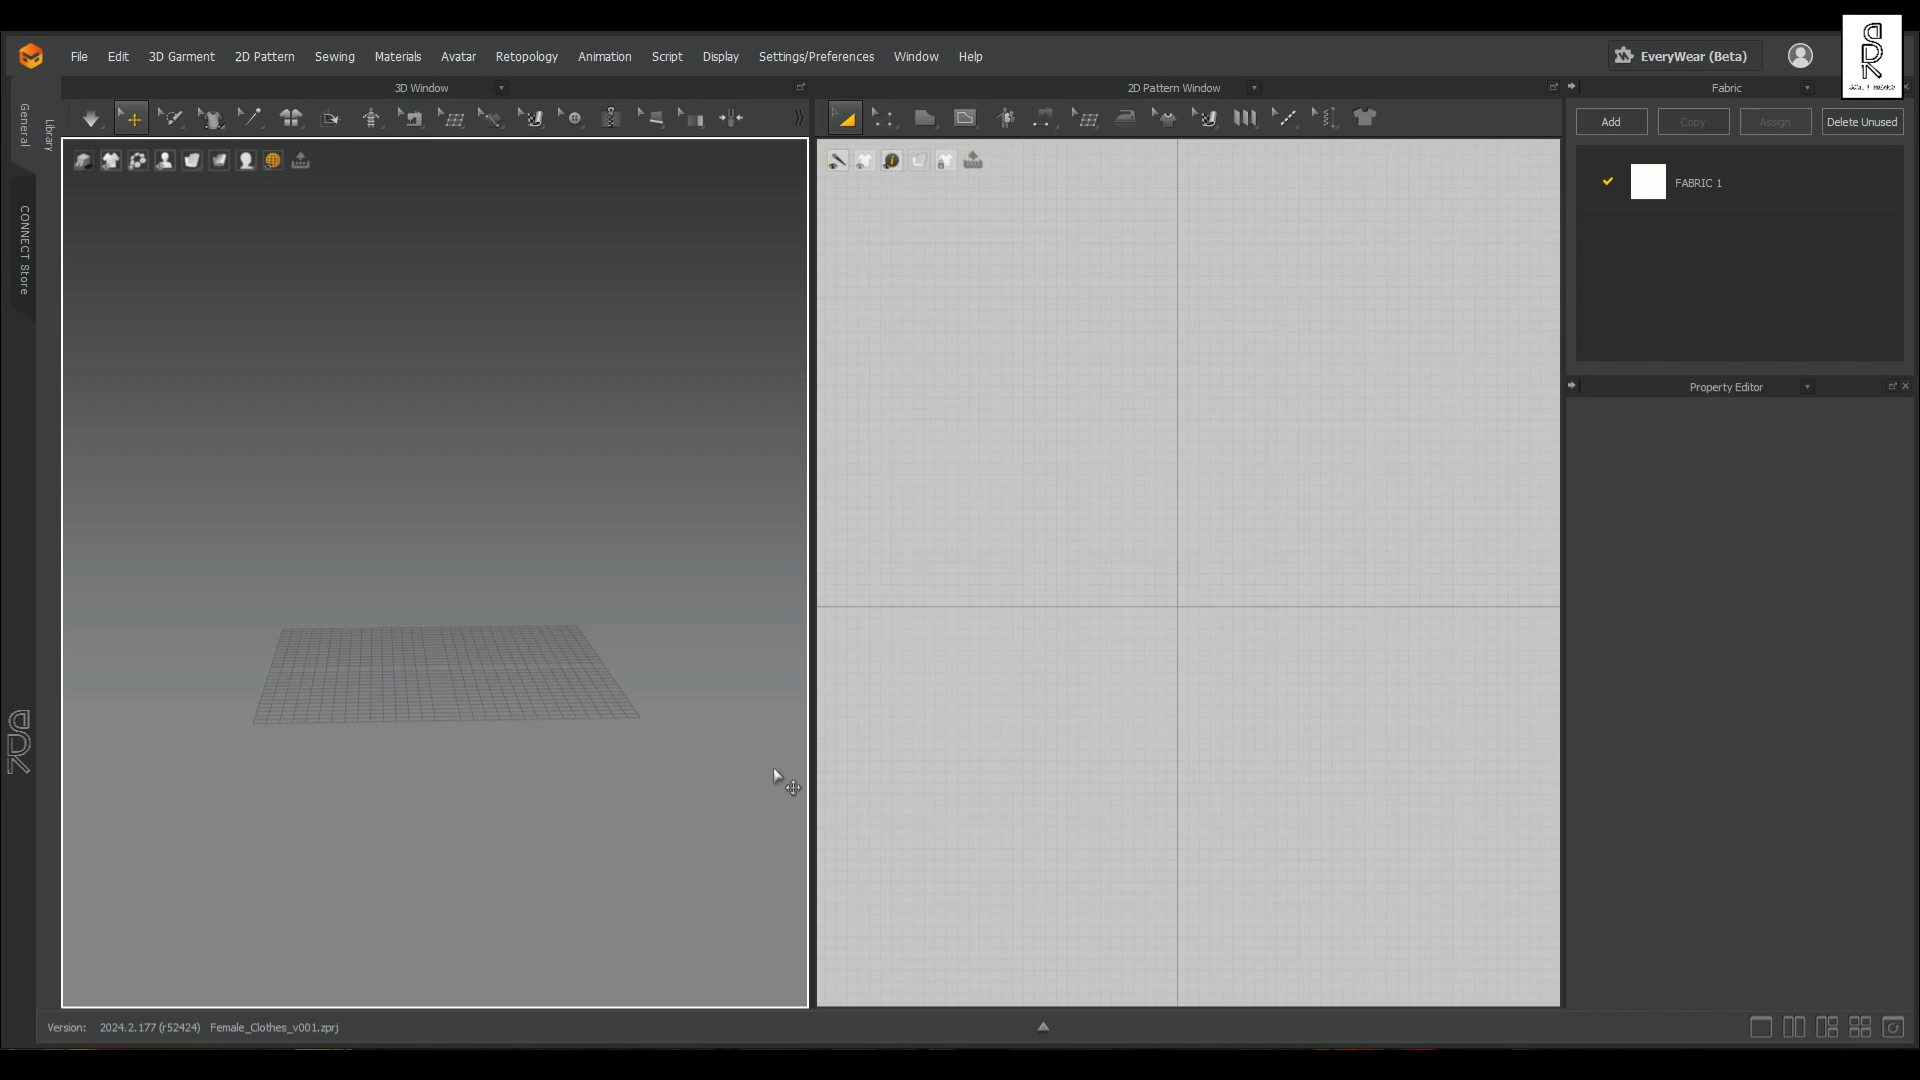 File Edit 3D Garment 2D Pattern Sewing Materials Avatar Retopology Animation Script Display Settings/Preferences Window Help
EveryWear (Beta)
SDK
3D Window
2D Pattern Window
Fabric
General
Library
CONNECT Store
Add Copy Assign Delete Unused
FABRIC 1
Property Editor
SDK
Version: 2024.2.177 (r52424) Female_Clothes_v001.zprj